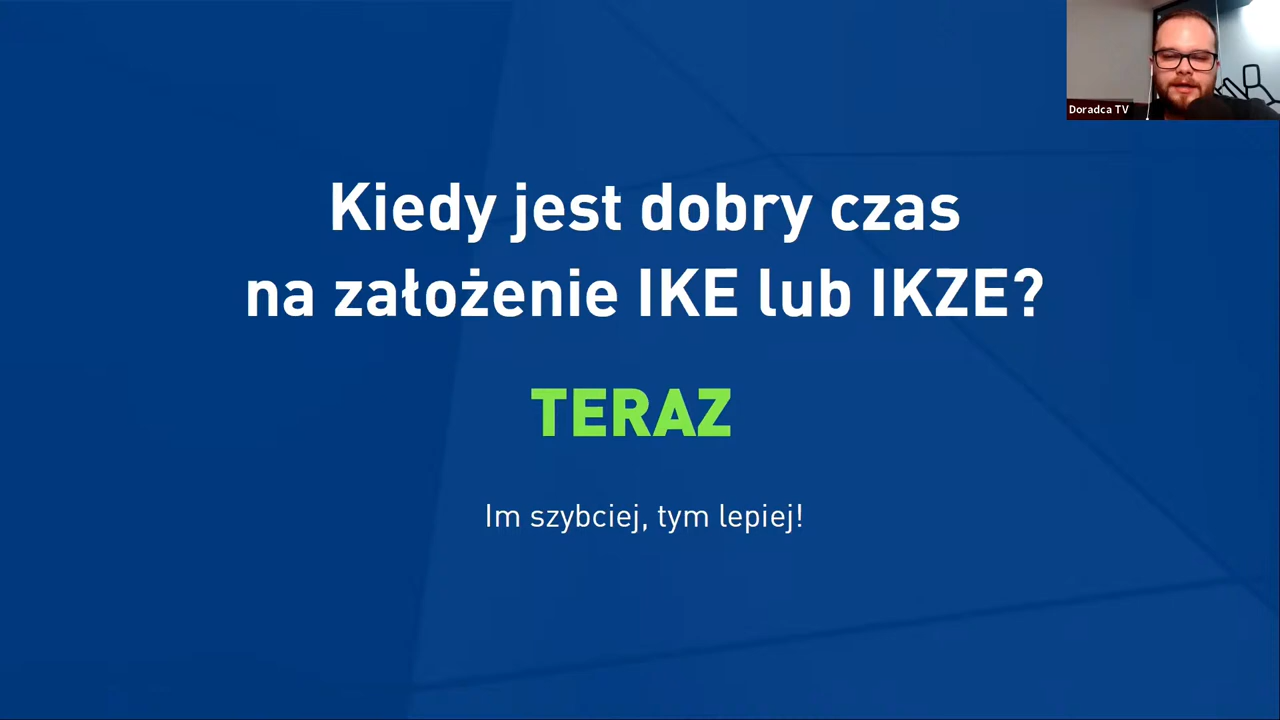 Doradca TV
Kiedy jest dobry czas
na założenie IKE lub IKZE?
TERAZ
Im szybciej, tym lepiej!